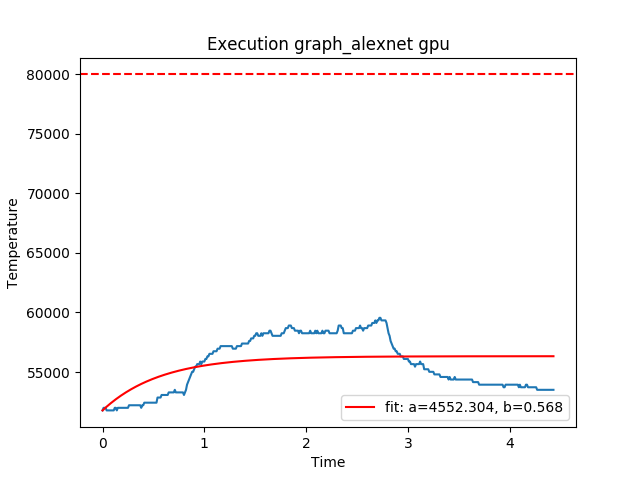 Execution graph_alexnet gpu
80000
75000
70000
65000
60000
55000
Temperature
fit: a=4552.304, b=0.568
0 1 2 3 4
Time